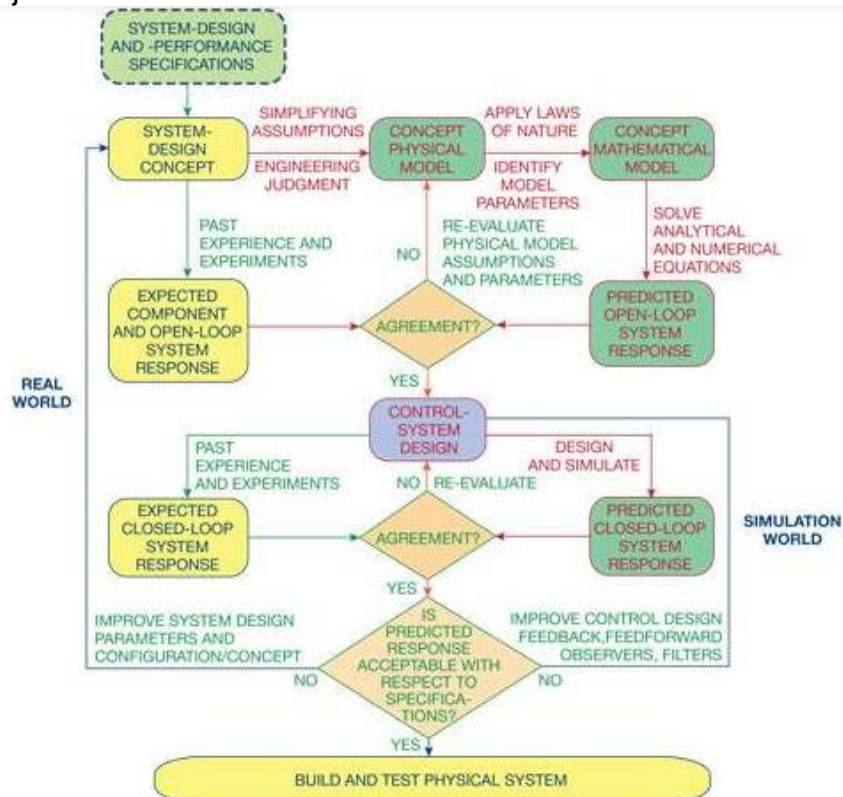 SYSTEM-DESIGN
AND -PERFORMANCE
SPECIFICATIONS
SYSTEM-
DESIGN
CONCEPT
SIMPLIFYING
ASSUMPTIONS
ENGINEERING
JUDGMENT
CONCEPT
PHYSICAL
MODEL
APPLY LAWS
OF NATURE
IDENTIFY
MODEL
PARAMETERS
CONCEPT
MATHEMATICAL
MODEL
PAST
EXPERIENCE AND
EXPERIMENTS
NO
RE-EVALUATE
PHYSICAL MODEL
ASSUMPTIONS
AND PARAMETERS
SOLVE
ANALYTICAL
AND NUMERICAL
EQUATIONS
EXPECTED
COMPONENT
AND OPEN-LOOP
SYSTEM
RESPONSE
AGREEMENT?
PREDICTED
OPEN-LOOP
SYSTEM
RESPONSE
REAL
WORLD
YES
CONTROL-
SYSTEM
DESIGN
PAST
EXPERIENCE
AND EXPERIMENTS
DESIGN
AND SIMULATE
NO
RE-EVALUATE
EXPECTED
CLOSED-LOOP
SYSTEM
RESPONSE
AGREEMENT?
PREDICTED
CLOSED-LOOP
SYSTEM
RESPONSE
SIMULATION
WORLD
YES
IMPROVE SYSTEM DESIGN
PARAMETERS AND
CONFIGURATION/CONCEPT
NO
IS
PREDICTED
RESPONSE
ACCEPTABLE WITH
RESPECT TO
SPECIFICA-
TIONS?
IMPROVE CONTROL DESIGN
FEEDBACK,FEEDFORWARD
OBSERVERS, FILTERS
NO
YES
BUILD AND TEST PHYSICAL SYSTEM